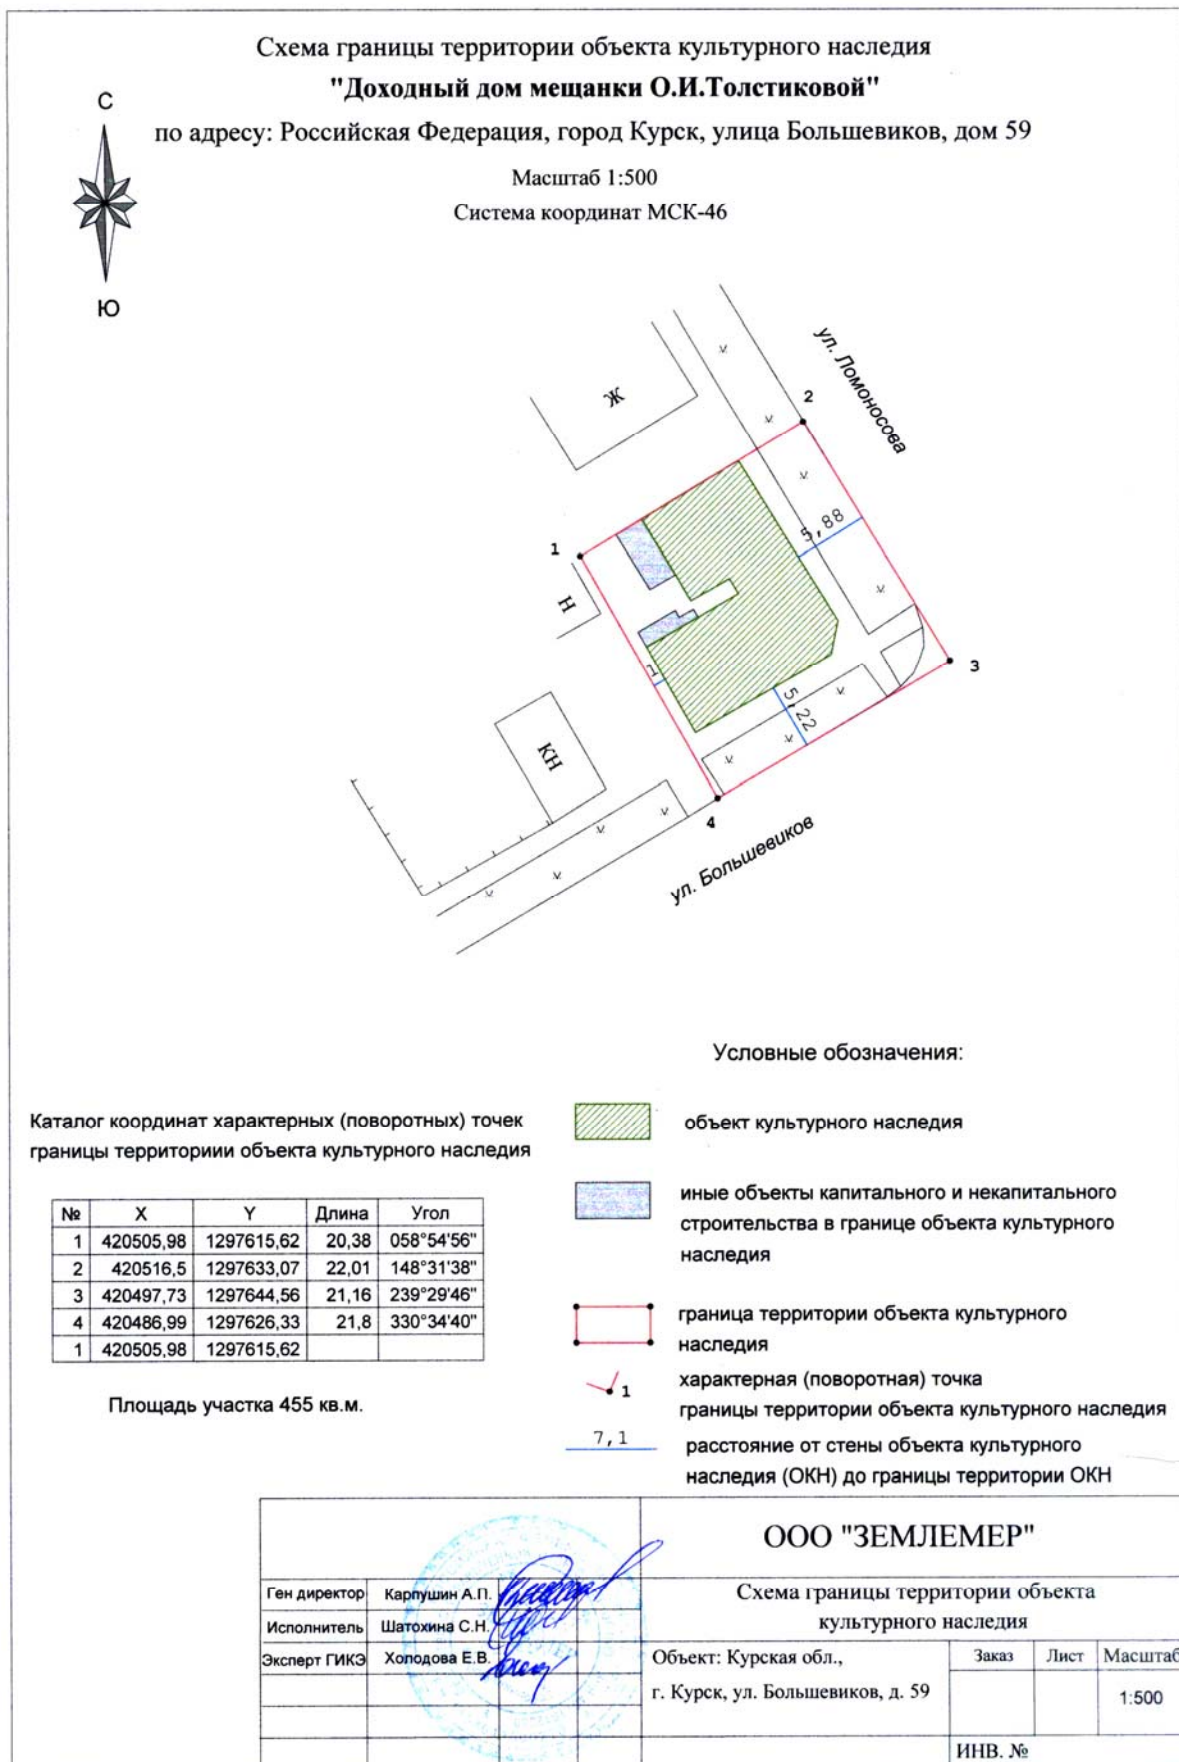 Схема границы территории объекта культурного наследия
"Доходный дом мещанки О.И.Толстиковой"
по адресу: Российская Федерация, город Курск, улица Большевиков, дом 59
Масштаб 1:500
Система координат МСК-46
С
Ю
ул. Ломоносова
2
Ж
5,88
1
Н
3
1
5,22
КН
4
ул. Большевиков
Условные обозначения:
Каталог координат характерных (поворотных) точек
границы территориии объекта культурного наследия
№ X Y Длина Угол
1 420505,98 1297615,62 20,38 058°54'56"
2 420516,5 1297633,07 22,01 148°31'38"
3 420497,73 1297644,56 21,16 239°29'46"
4 420486,99 1297626,33 21,8 330°34'40"
1 420505,98 1297615,62
Площадь участка 455 кв.м.
объект культурного наследия
иные объекты капитального и некапитального
строительства в границе объекта культурного
наследия
граница территории объекта культурного
наследия
1
характерная (поворотная) точка
границы территории объекта культурного наследия
7,1
расстояние от стены объекта культурного
наследия (ОКН) до границы территории ОКН
ООО "ЗЕМЛЕМЕР"
Ген директор Карпушин А.П.
Исполнитель Шатохина С.Н.
Эксперт ГИКЭ Холодова Е.В.
Схема границы территории объекта
культурного наследия
Объект: Курская обл.,
г. Курск, ул. Большевиков, д. 59
Заказ Лист Масштаб
1:500
ИНВ. №